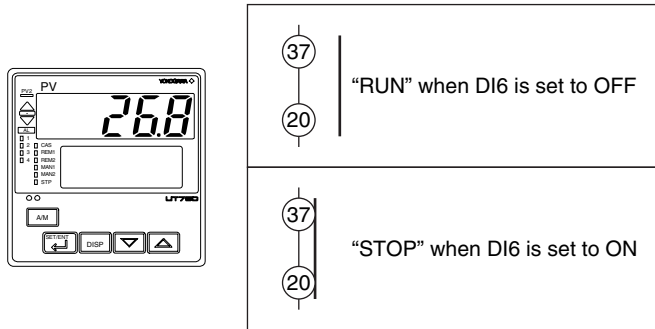 PV2
PV
YOKOGAWA
26.8
AL
1
2
3
4
CAS
REM1
REM2
MAN1
MAN2
STP
UT750
A/M
SET/ENT
DISP
37
20
“RUN” when DI6 is set to OFF
37
20
“STOP” when DI6 is set to ON